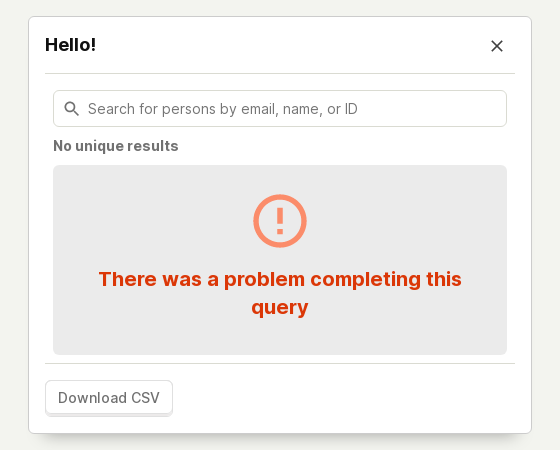 Hello!
Search for persons by email, name, or ID
No unique results
There was a problem completing this
query
Download CSV